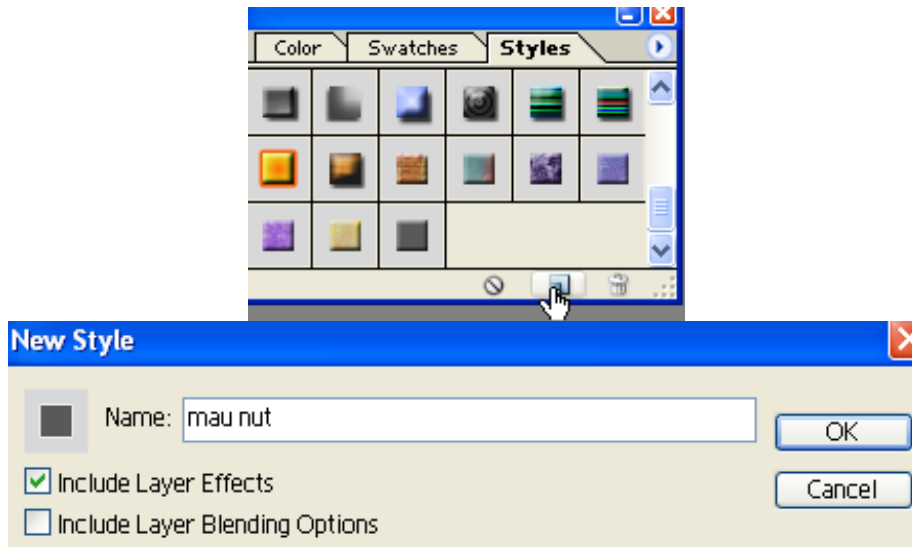 Color Swatches Styles
New Style
Name: mau nut
OK
Include Layer Effects
Cancel
Include Layer Blending Options